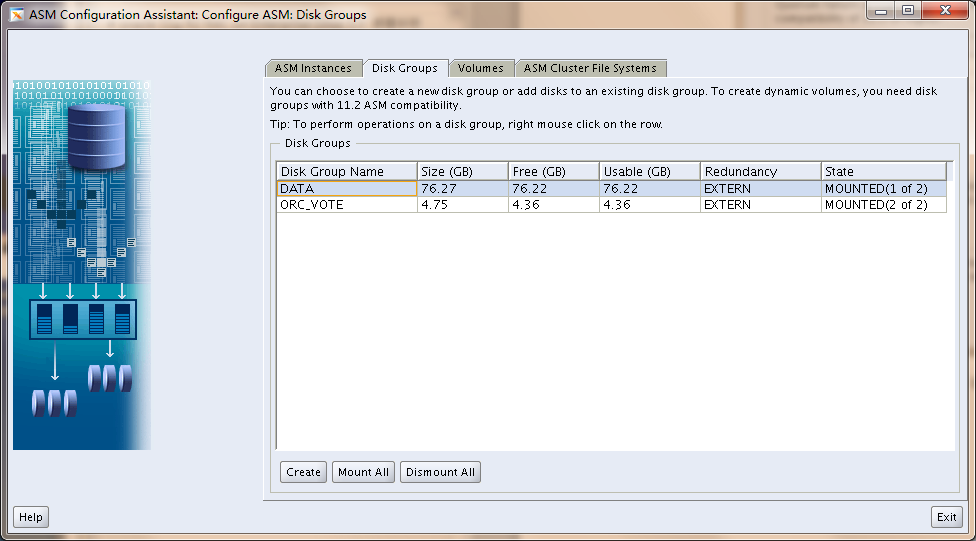 ASM Configuration Assistant: Configure ASM: Disk Groups
ASM Instances Disk Groups Volumes ASM Cluster File Systems
You can choose to create a new disk group or add disks to an existing disk group. To create dynamic volumes, you need disk
groups with 11.2 ASM compatibility.
Tip: To perform operations on a disk group, right mouse click on the row.
Disk Groups
Disk Group Name Size (GB) Free (GB) Usable (GB) Redundancy State
DATA 76.27 76.22 76.22 EXTERN MOUNTED(1 of 2)
ORC_VOTE 4.75 4.36 4.36 EXTERN MOUNTED(2 of 2)
Create Mount All Dismount All
Help Exit